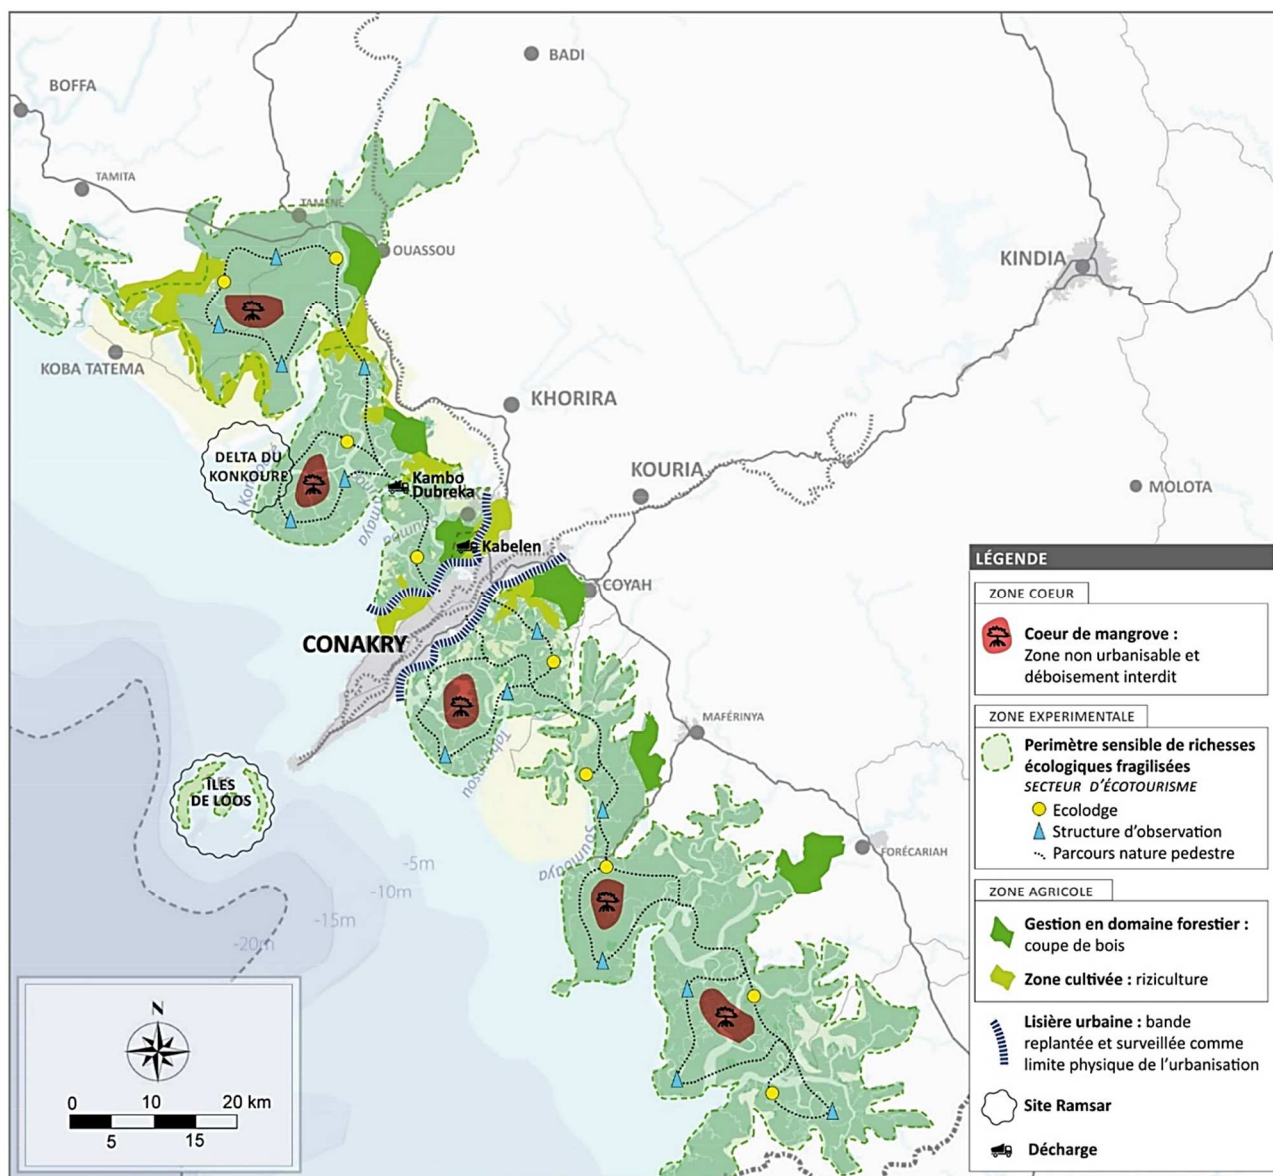 BOFFA
BADI
TAMITA
TAMENÉ
OUASSOU
KINDIA
KOBA TATEMA
KHORIRA
DELTA DU
KONKOURE
KOURIA
Kambo
Dubreka
MOLOTA
Kabelen
COYAH
CONAKRY
MAFÉRINYA
ÎLES
DE LOOS
Soumbaya
FORÉCARIAH
-5m
-10m
-15m
-20m
N
0 10 20 km
5 15
LÉGENDE
ZONE COEUR
Coeur de mangrove :
Zone non urbanisable et
déboisement interdit
ZONE EXPERIMENTALE
Perimètre sensible de richesses
écologiques fragilisées
SECTEUR D'ÉCOTOURISME
Ecolodge
Structure d'observation
Parcours nature pedestre
ZONE AGRICOLE
Gestion en domaine forestier :
coupe de bois
Zone cultivée : riziculture
Lisière urbaine : bande
replantée et surveillée comme
limite physique de l'urbanisation
Site Ramsar
Décharge